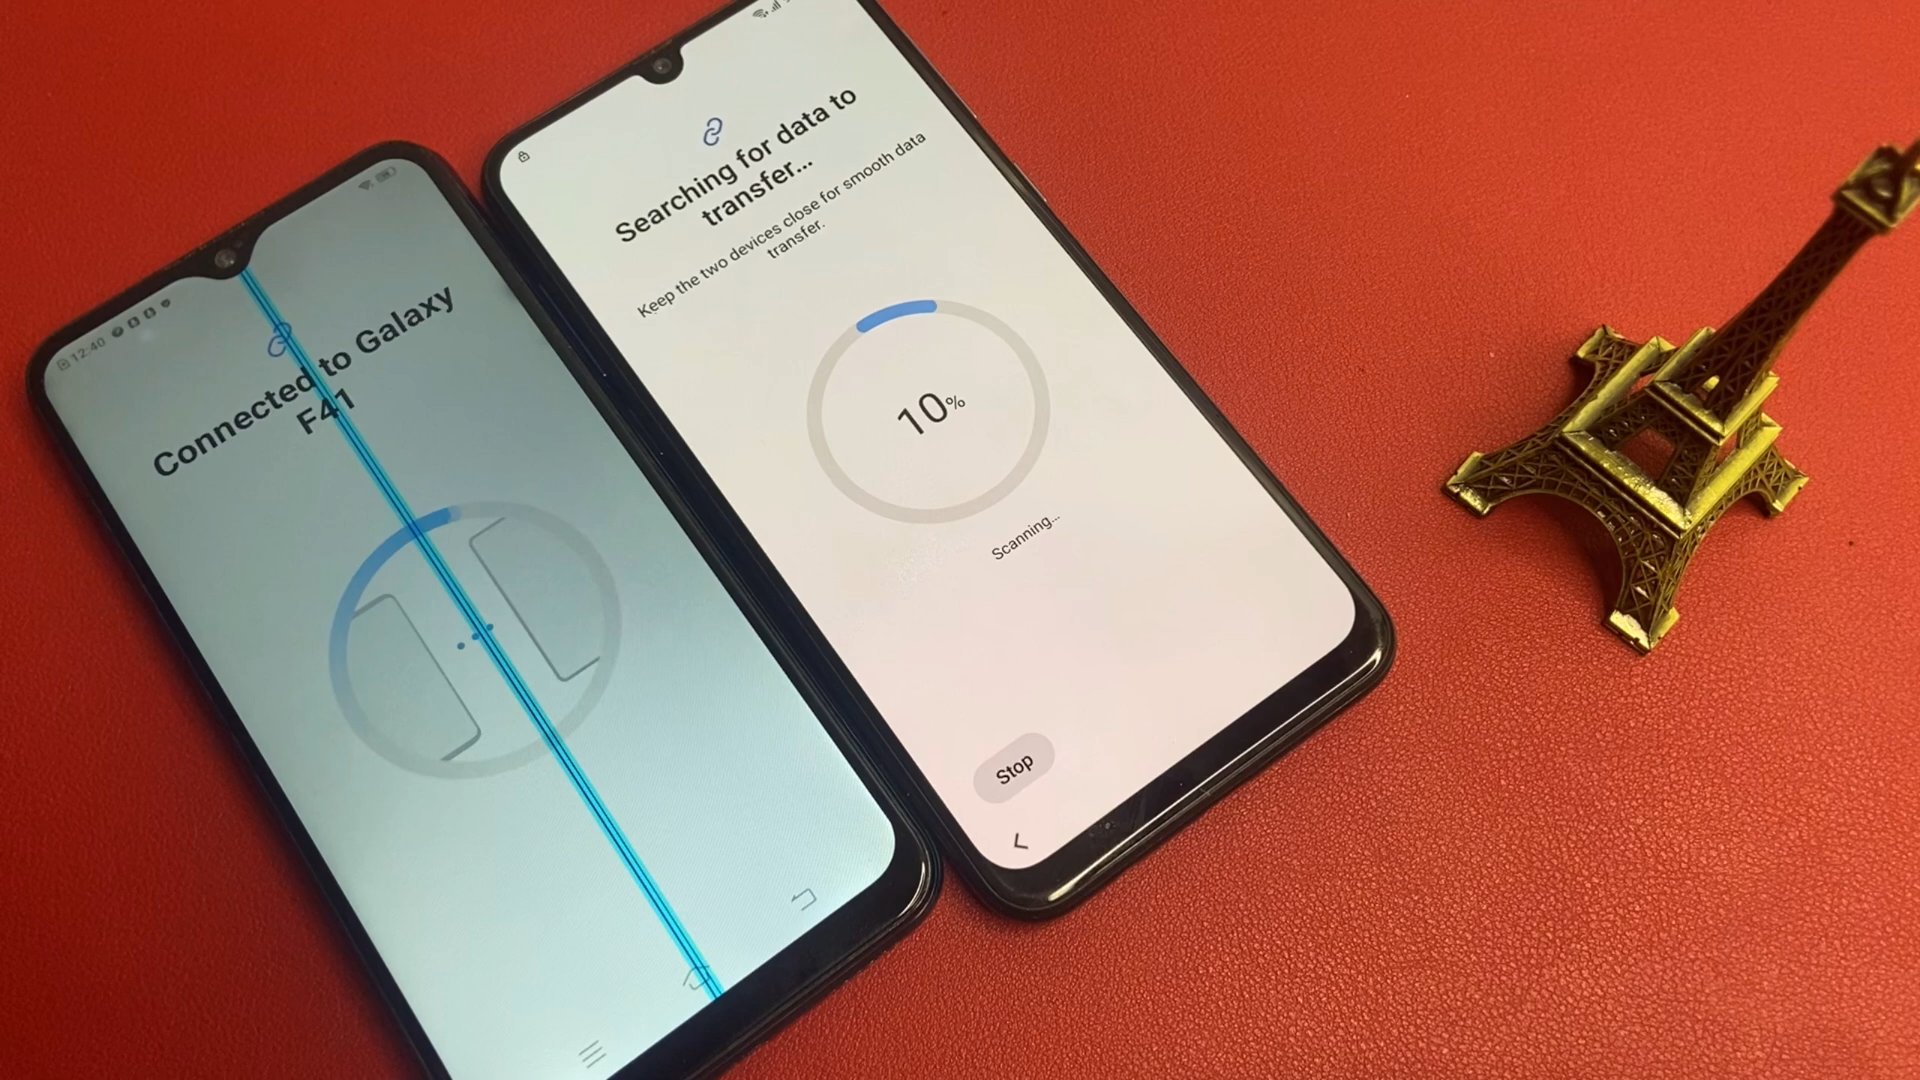 12:40
Connected to Galaxy
F41
Searching for data to
transfer...
Keep the two devices close for smooth data
transfer.
10%
Scanning...
Stop